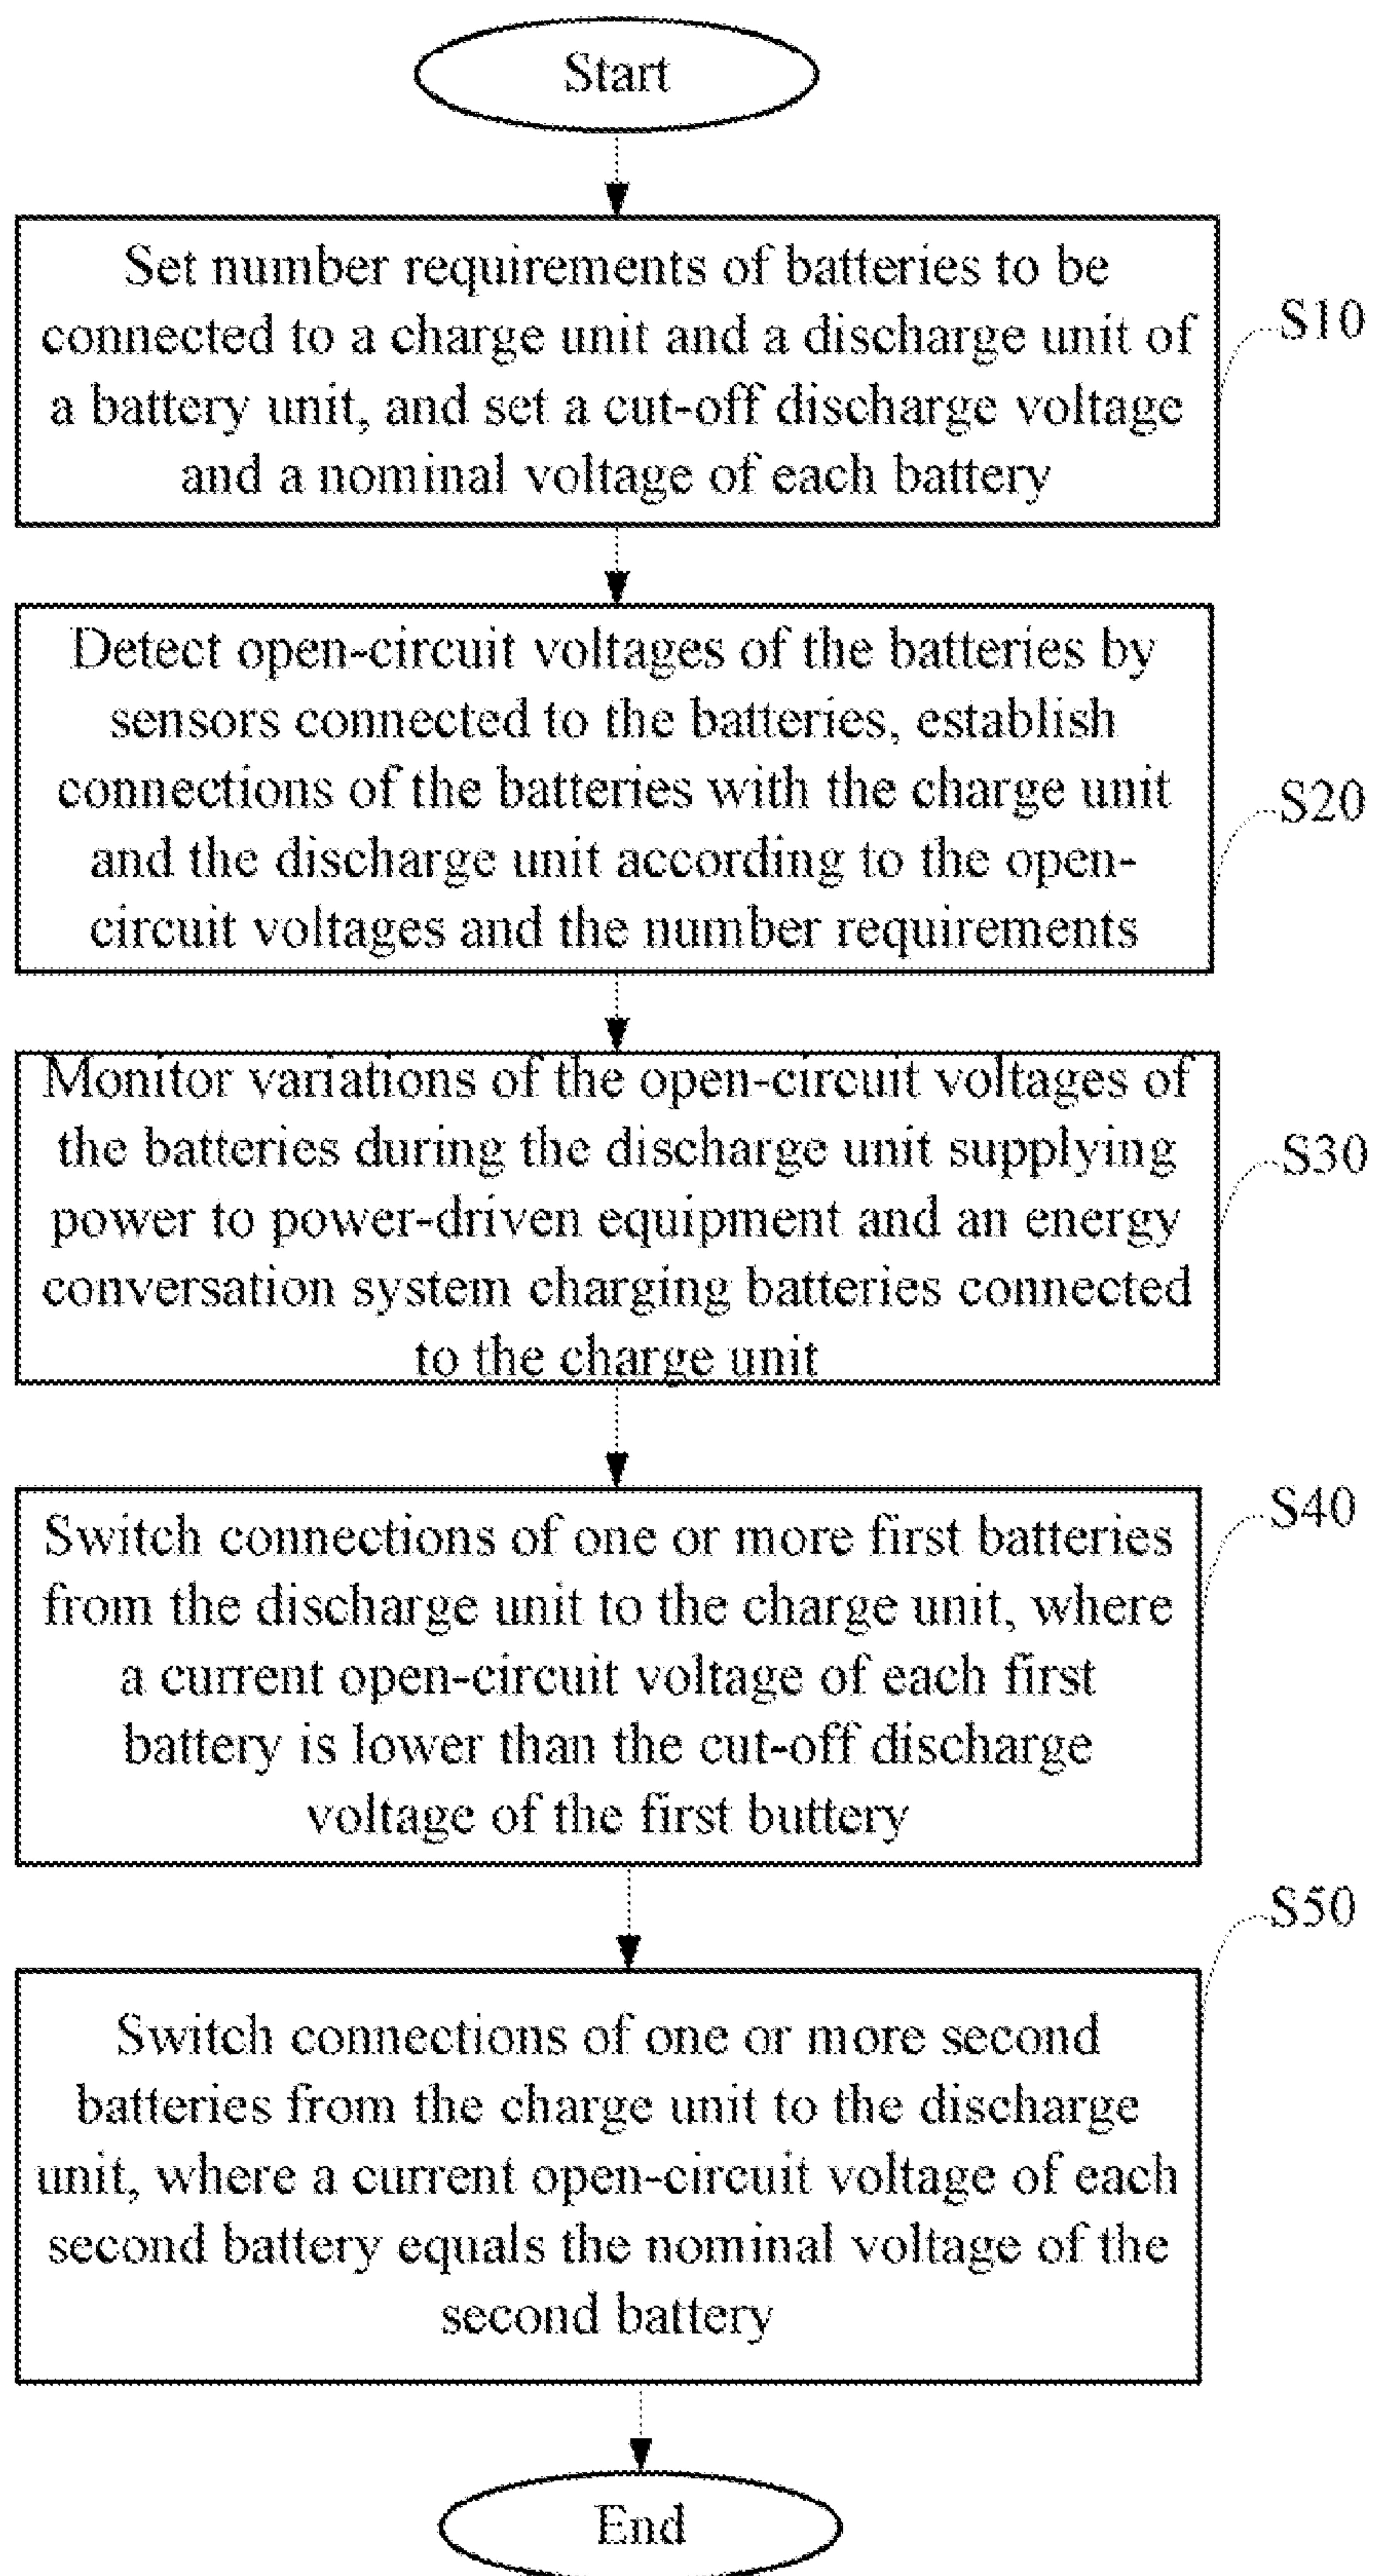 Start
Set number requirements of batteries to be
connected to a charge unit and a discharge unit of
a battery unit, and set a cut-off discharge voltage
and a nominal voltage of each battery
S10
Detect open-circuit voltages of the batteries by
sensors connected to the batteries, establish
connections of the batteries with the charge unit
and the discharge unit according to the open-
circuit voltages and the number requirements
S20
Monitor variations of the open-circuit voltages of
the batteries during the discharge unit supplying
power to power-driven equipment and an energy
conversation system charging batteries connected
to the charge unit
S30
Switch connections of one or more first batteries
from the discharge unit to the charge unit, where
a current open-circuit voltage of each first
battery is lower than the cut-off discharge
voltage of the first buttery
S40
Switch connections of one or more second
batteries from the charge unit to the discharge
unit, where a current open-circuit voltage of each
second battery equals the nominal voltage of the
second battery
S50
End